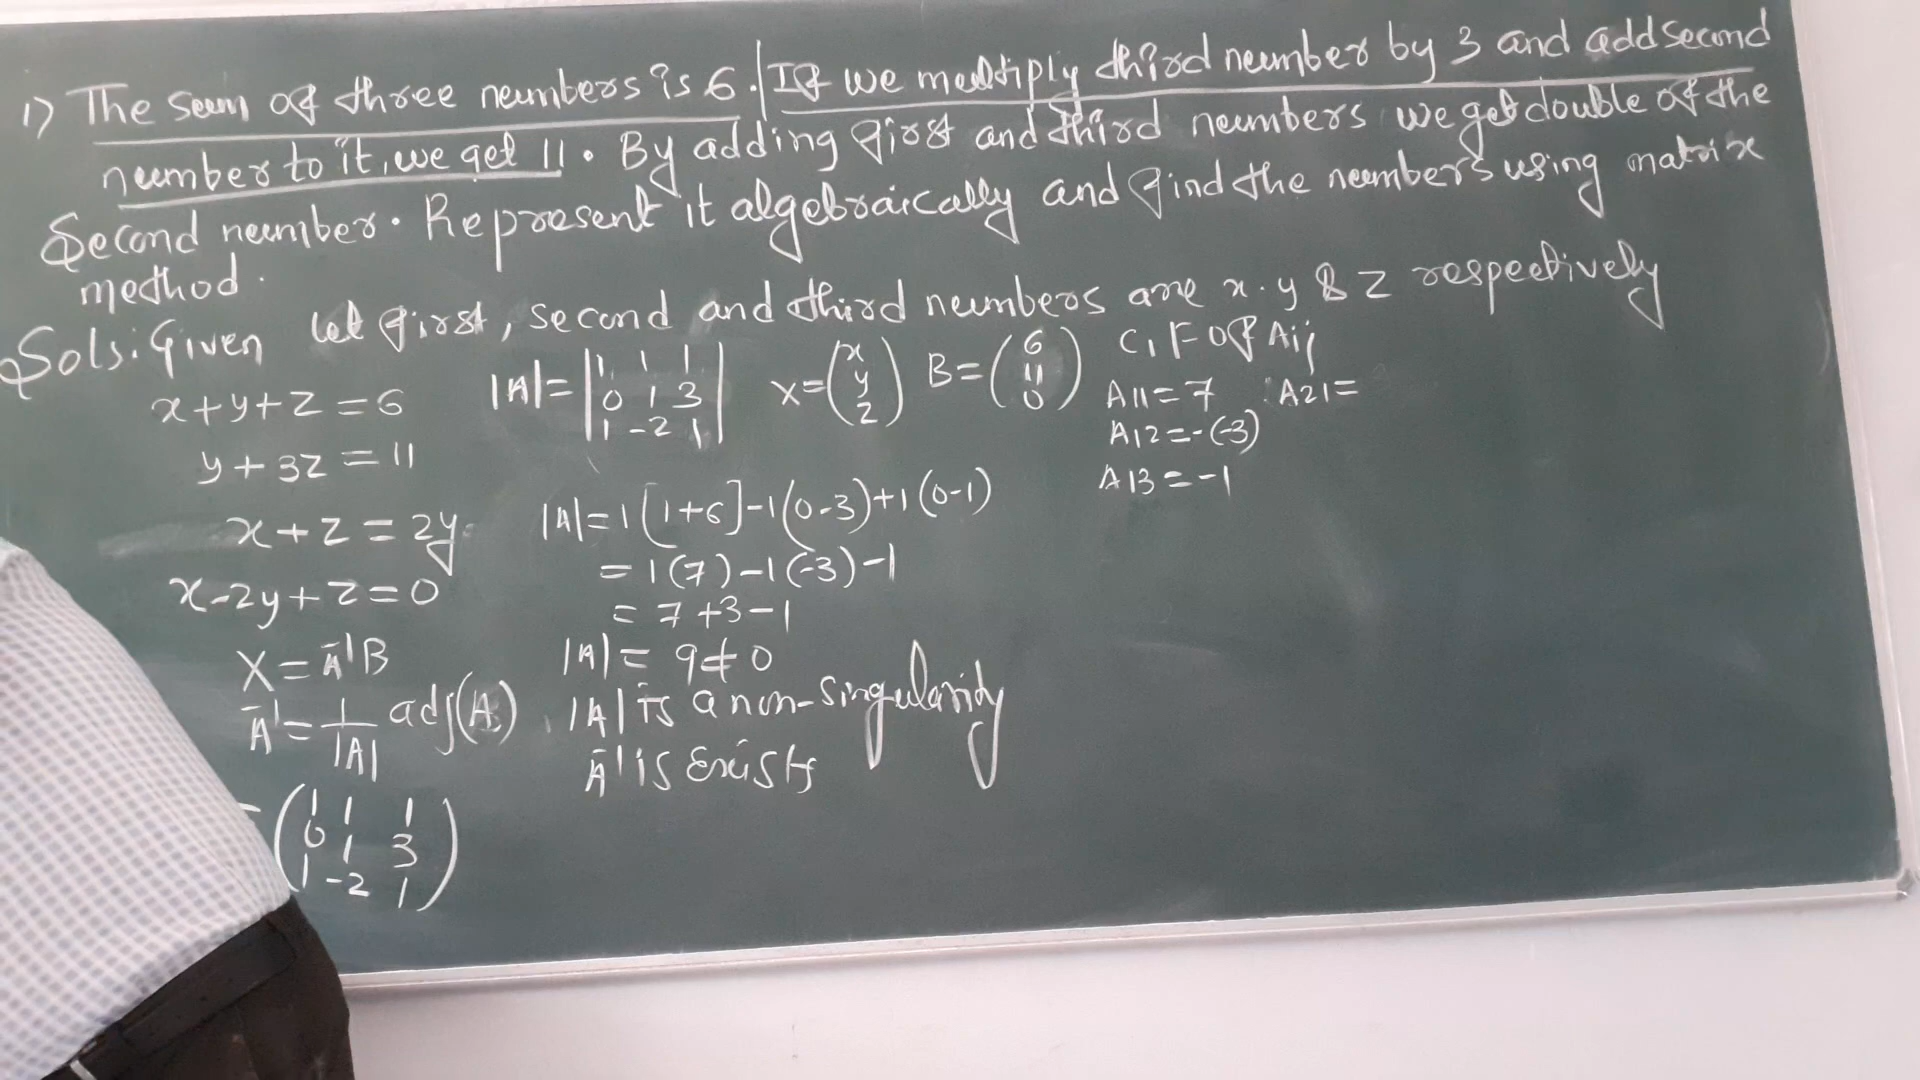 1) The sum of three numbers is 6. If we multiply third number by 3 and add second
number to it, we get 11. By adding first and third numbers we get double of the
second number. Represent it algebraically and find the numbers using matrix
method.
Sols: Given let first, second and third numbers are x. y & z respectively
x+y+z=6
y+3z=11
x+z=2y
x-2y+z=0
X=A⁻¹B
A⁻¹=1/|A| adj(A)
=(1 1 1
0 1 3
1 -2 1)
|A|=|1 1 1
0 1 3
1 -2 1|
X=(x
y
z)
B=(6
11
0)
|A|=1[1+6]-1(0-3)+1(0-1)
=1(7)-1(-3)-1
=7+3-1
|A|=9≠0
|A| is a non-singularity
A⁻¹ is exists
C.F of Aij
A11=7 A21=
A12=-(-3)
A13=-1